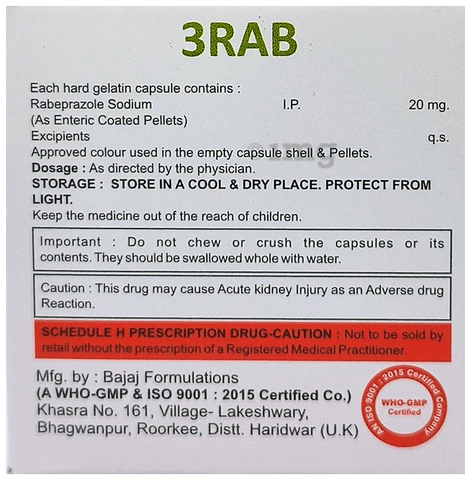 3RAB
Each hard gelatin capsule contains :
Rabeprazole Sodium I.P. 20 mg.
(As Enteric Coated Pellets)
Excipients q.s.
Approved colour used in the empty capsule shell & Pellets.
1mg
Dosage : As directed by the physician.
STORAGE : STORE IN A COOL & DRY PLACE. PROTECT FROM
LIGHT.
Keep the medicine out of the reach of children.
Important : Do not chew or crush the capsules or its
contents. They should be swallowed whole with water.
Caution : This drug may cause Acute kidney Injury as an Adverse drug
Reaction.
SCHEDULE H PRESCRIPTION DRUG-CAUTION : Not to be sold by
retail without the prescription of a Registered Medical Practitioner.
Mfg. by : Bajaj Formulations
(A WHO-GMP & ISO 9001 : 2015 Certified Co.)
Khasra No. 161, Village- Lakeshwary,
Bhagwanpur, Roorkee, Distt. Haridwar (U.K)
AN ISO 9001 : 2015 Certified Company
WHO-GMP
Certified